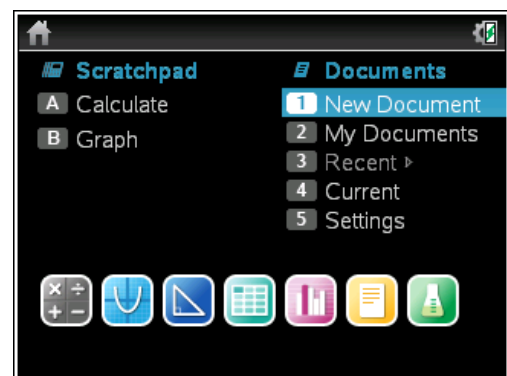 Scratchpad
A Calculate
B Graph
Documents
1 New Document
2 My Documents
3 Recent ▹
4 Current
5 Settings